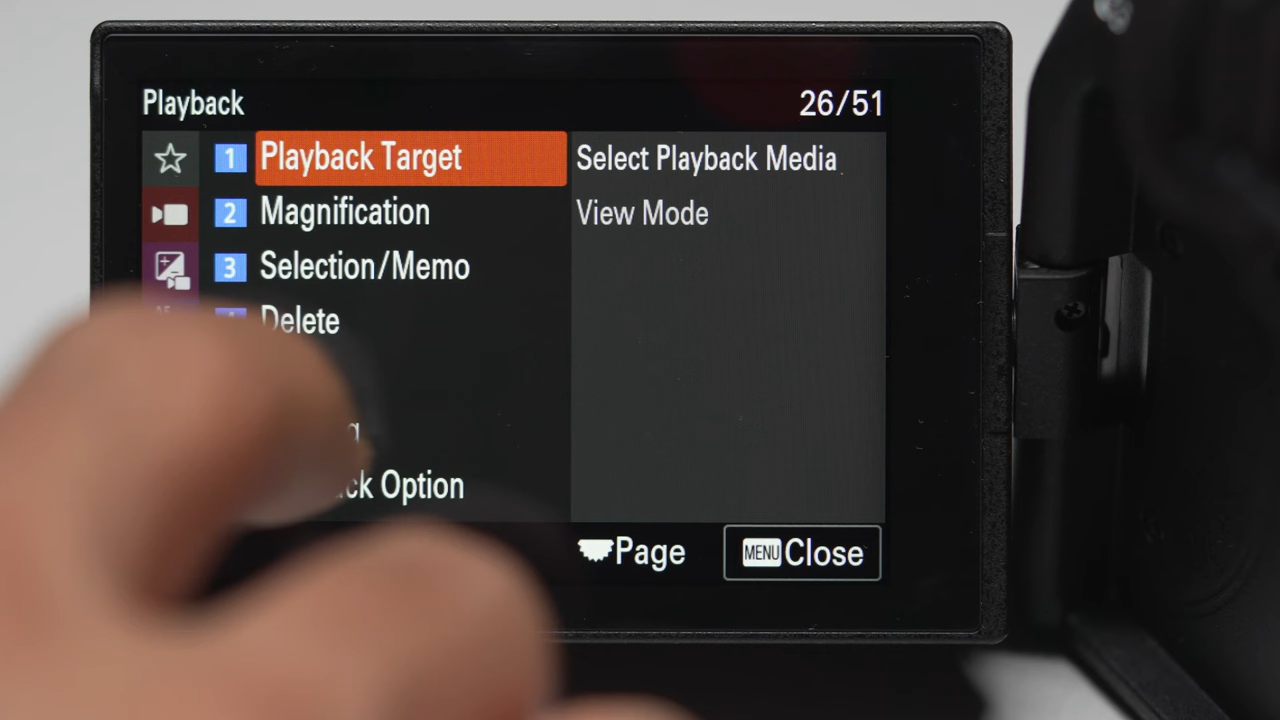 Playback 26/51
1 Playback Target Select Playback Media
2 Magnification View Mode
3 Selection/Memo
Delete
Option
Page MENU Close